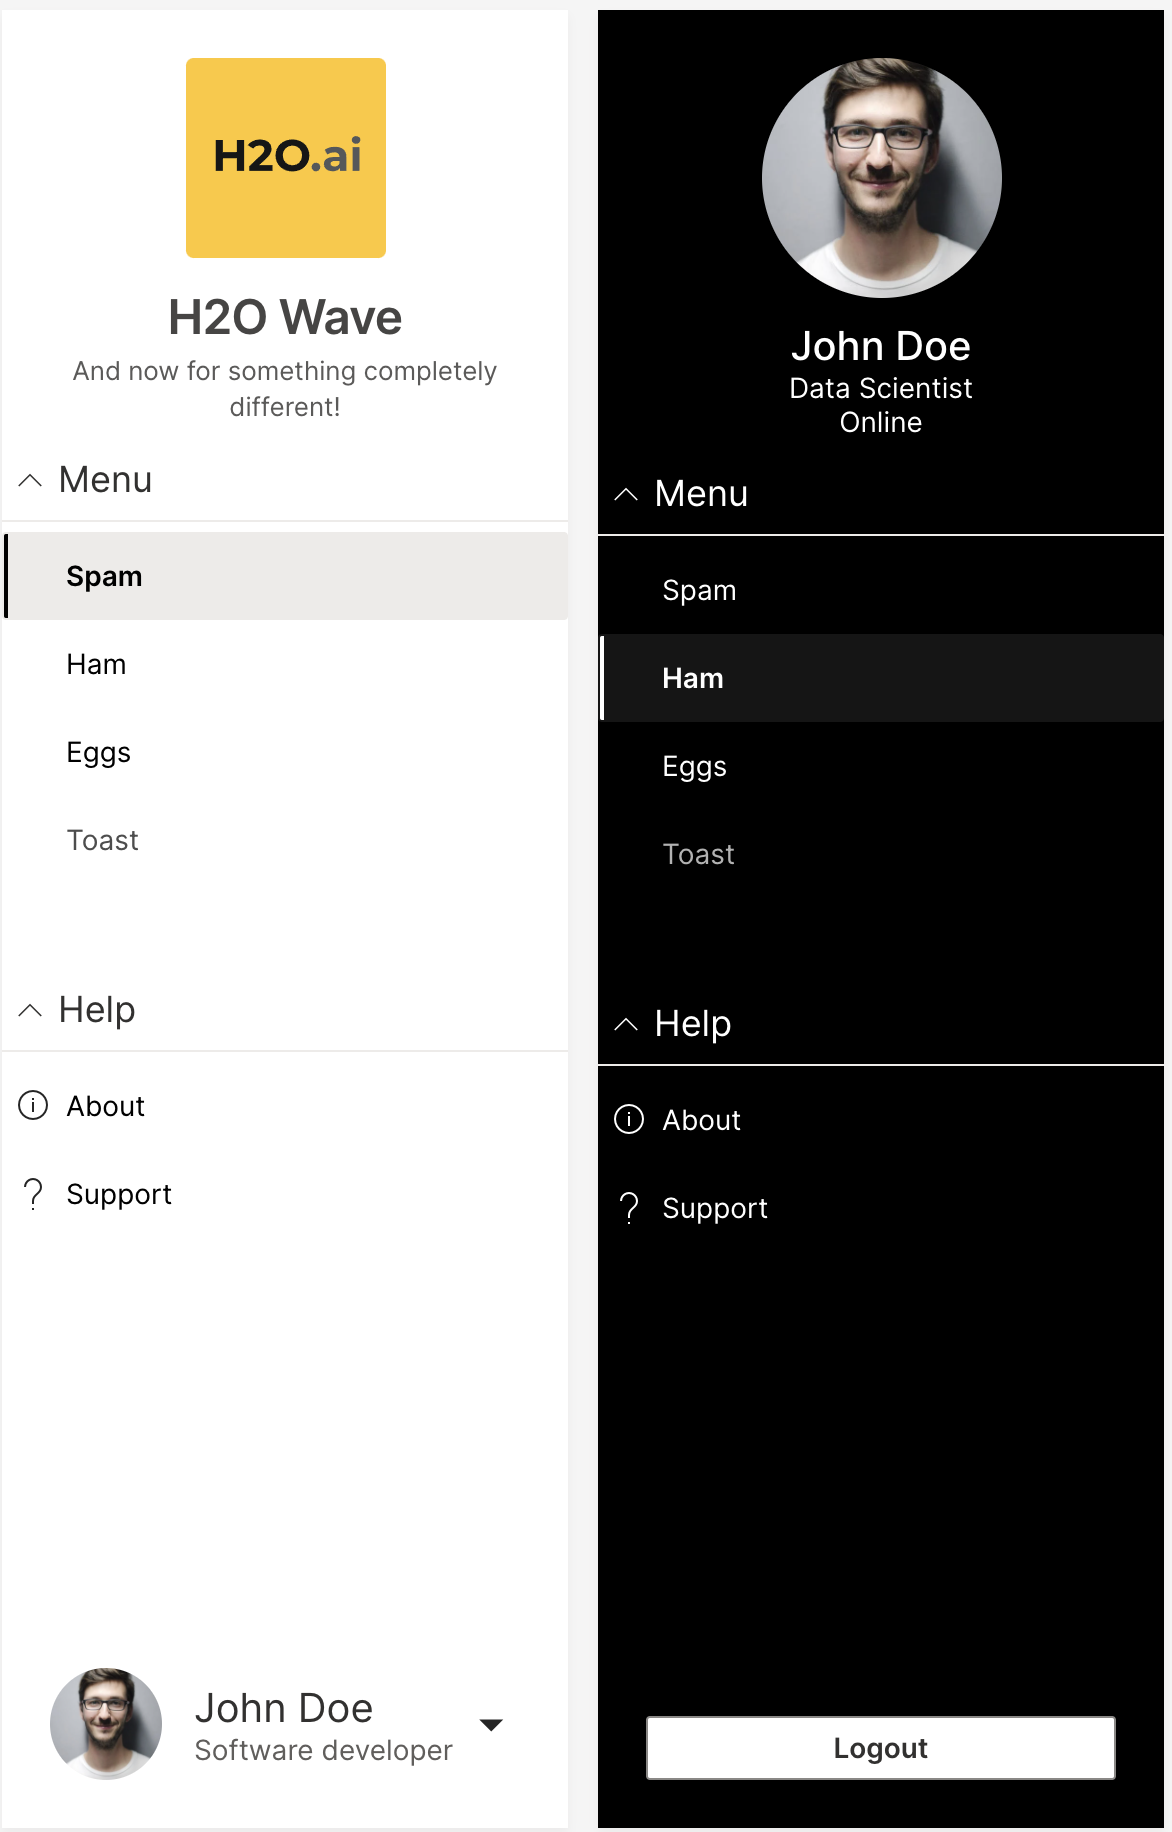 H2O.ai
H2O Wave
And now for something completely
different!
Menu
Spam
Ham
Eggs
Toast
Help
About
Support
John Doe
Software developer
John Doe
Data Scientist
Online
Menu
Spam
Ham
Eggs
Toast
Help
About
Support
Logout